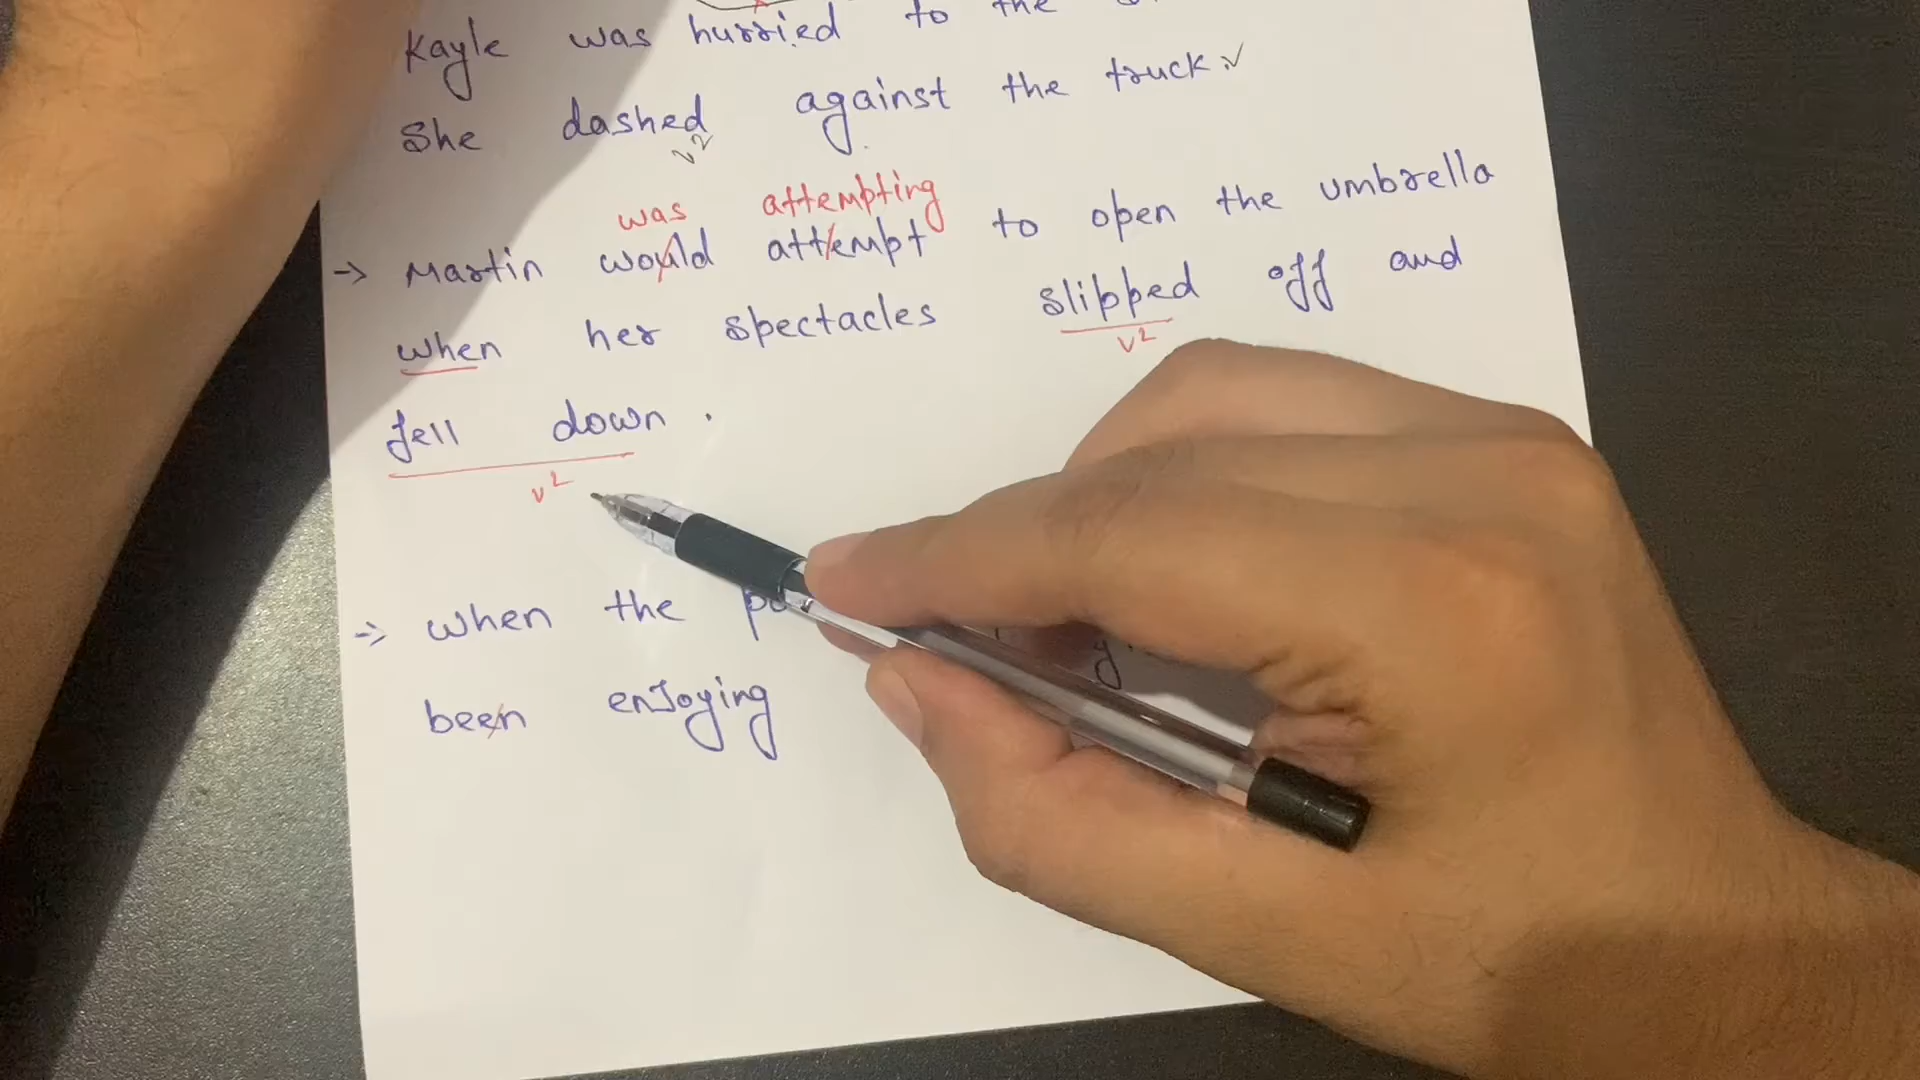 Kayle was hurried to the
She dashed against the truck.✓
v2
was attempting
→ Martin would attempt to open the umbrella
when her spectacles slipped off and
v2
fell down.
v2
→ when the
been enjoying